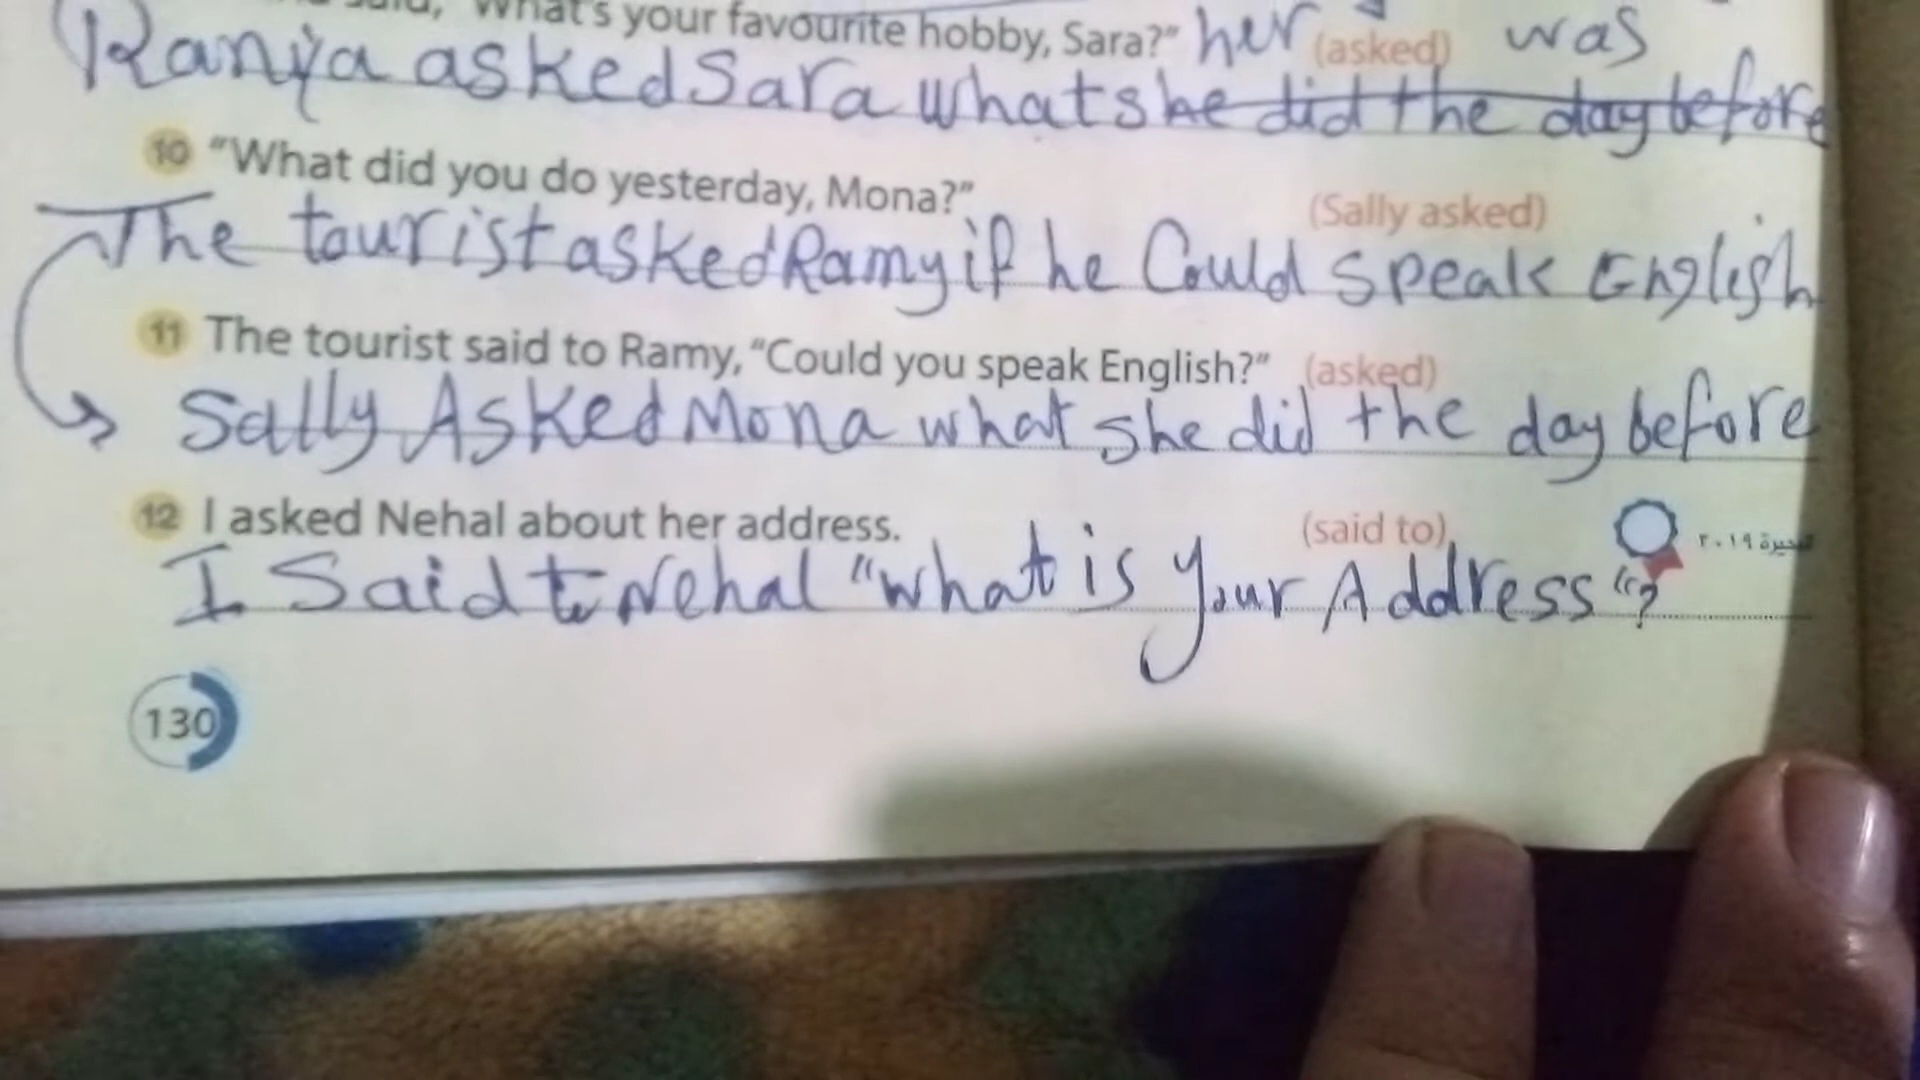 "What's your favourite hobby, Sara?" her (asked) was
Ranya asked Sara what she did the day before
10 "What did you do yesterday, Mona?" (Sally asked)
The tourist asked Ramy if he Could speak English
11 The tourist said to Ramy, "Could you speak English?" (asked)
Sally Asked Mona what she did the day before
12 I asked Nehal about her address. (said to) ٢٠١٩
I Said to Nehal "what is your Address"?
130